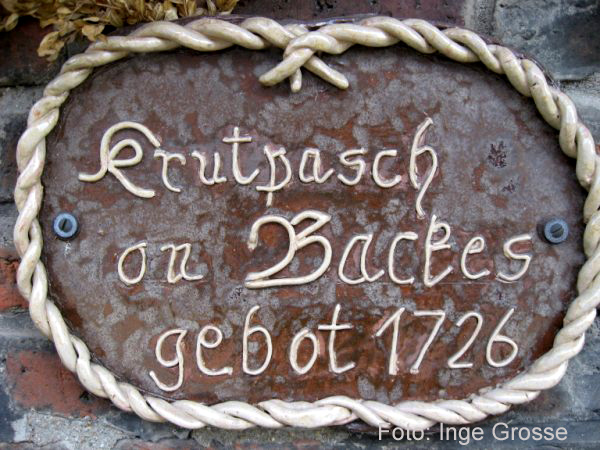 Krutpasch
on Backes
gebot 1726
Foto: Inge Grosse